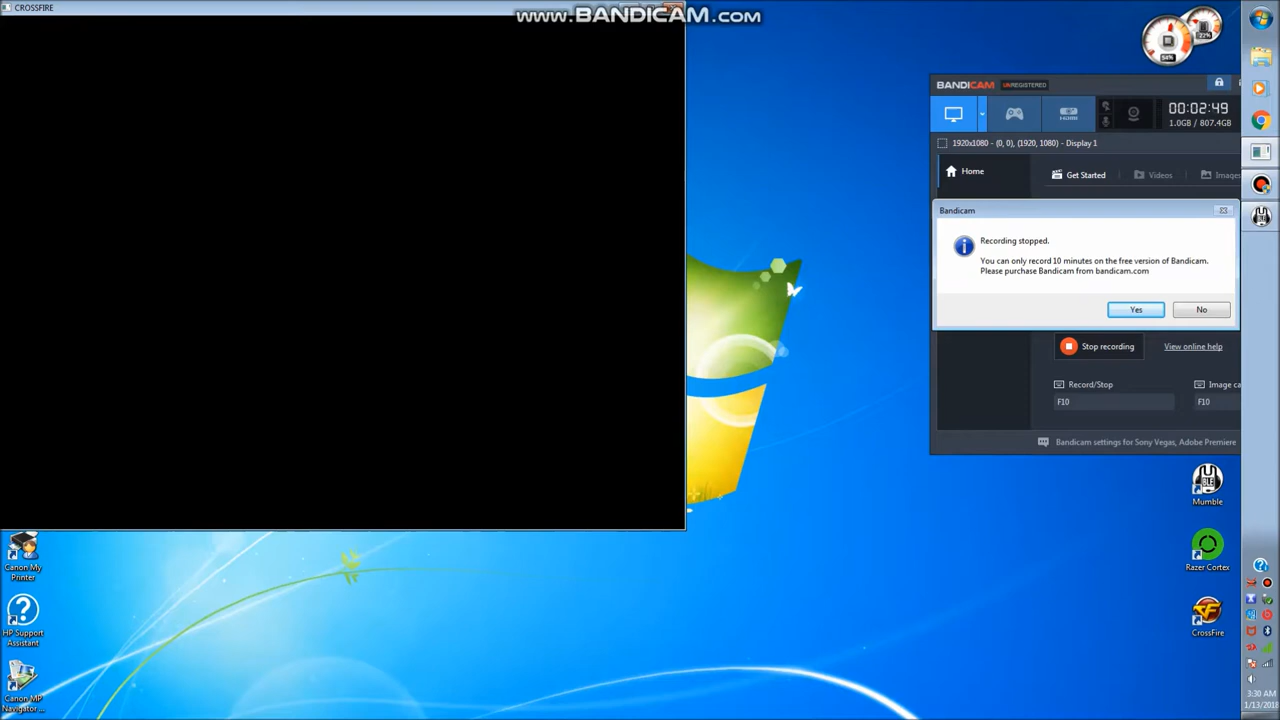 CROSSFIRE
www.BANDICAM.com
22%
54%
BANDICAM UNREGISTERED
HDMI
00:02:49
1.0GB / 807.4GB
1920x1080 - (0, 0), (1920, 1080) - Display 1
Home
Get Started
Videos
Images
Bandicam
Recording stopped.
You can only record 10 minutes on the free version of Bandicam.
Please purchase Bandicam from bandicam.com
Yes
No
Stop recording
View online help
Record/Stop
Image ca
F10
F10
Bandicam settings for Sony Vegas, Adobe Premiere
Mumble
Canon My
Printer
Razer Cortex
HP Support
Assistant
CrossFire
Canon MP
Navigator ...
3:30 AM
1/13/2018